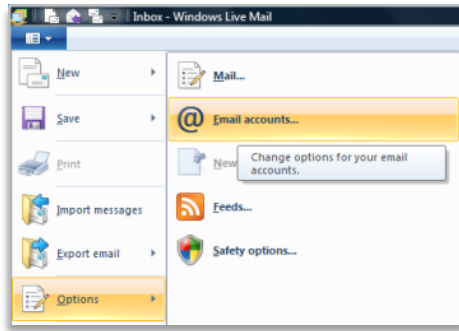 Inbox - Windows Live Mail
New
Save
Print
Import messages
Export email
Options
Mail...
Email accounts...
New
Change options for your email
accounts.
Feeds...
Safety options...